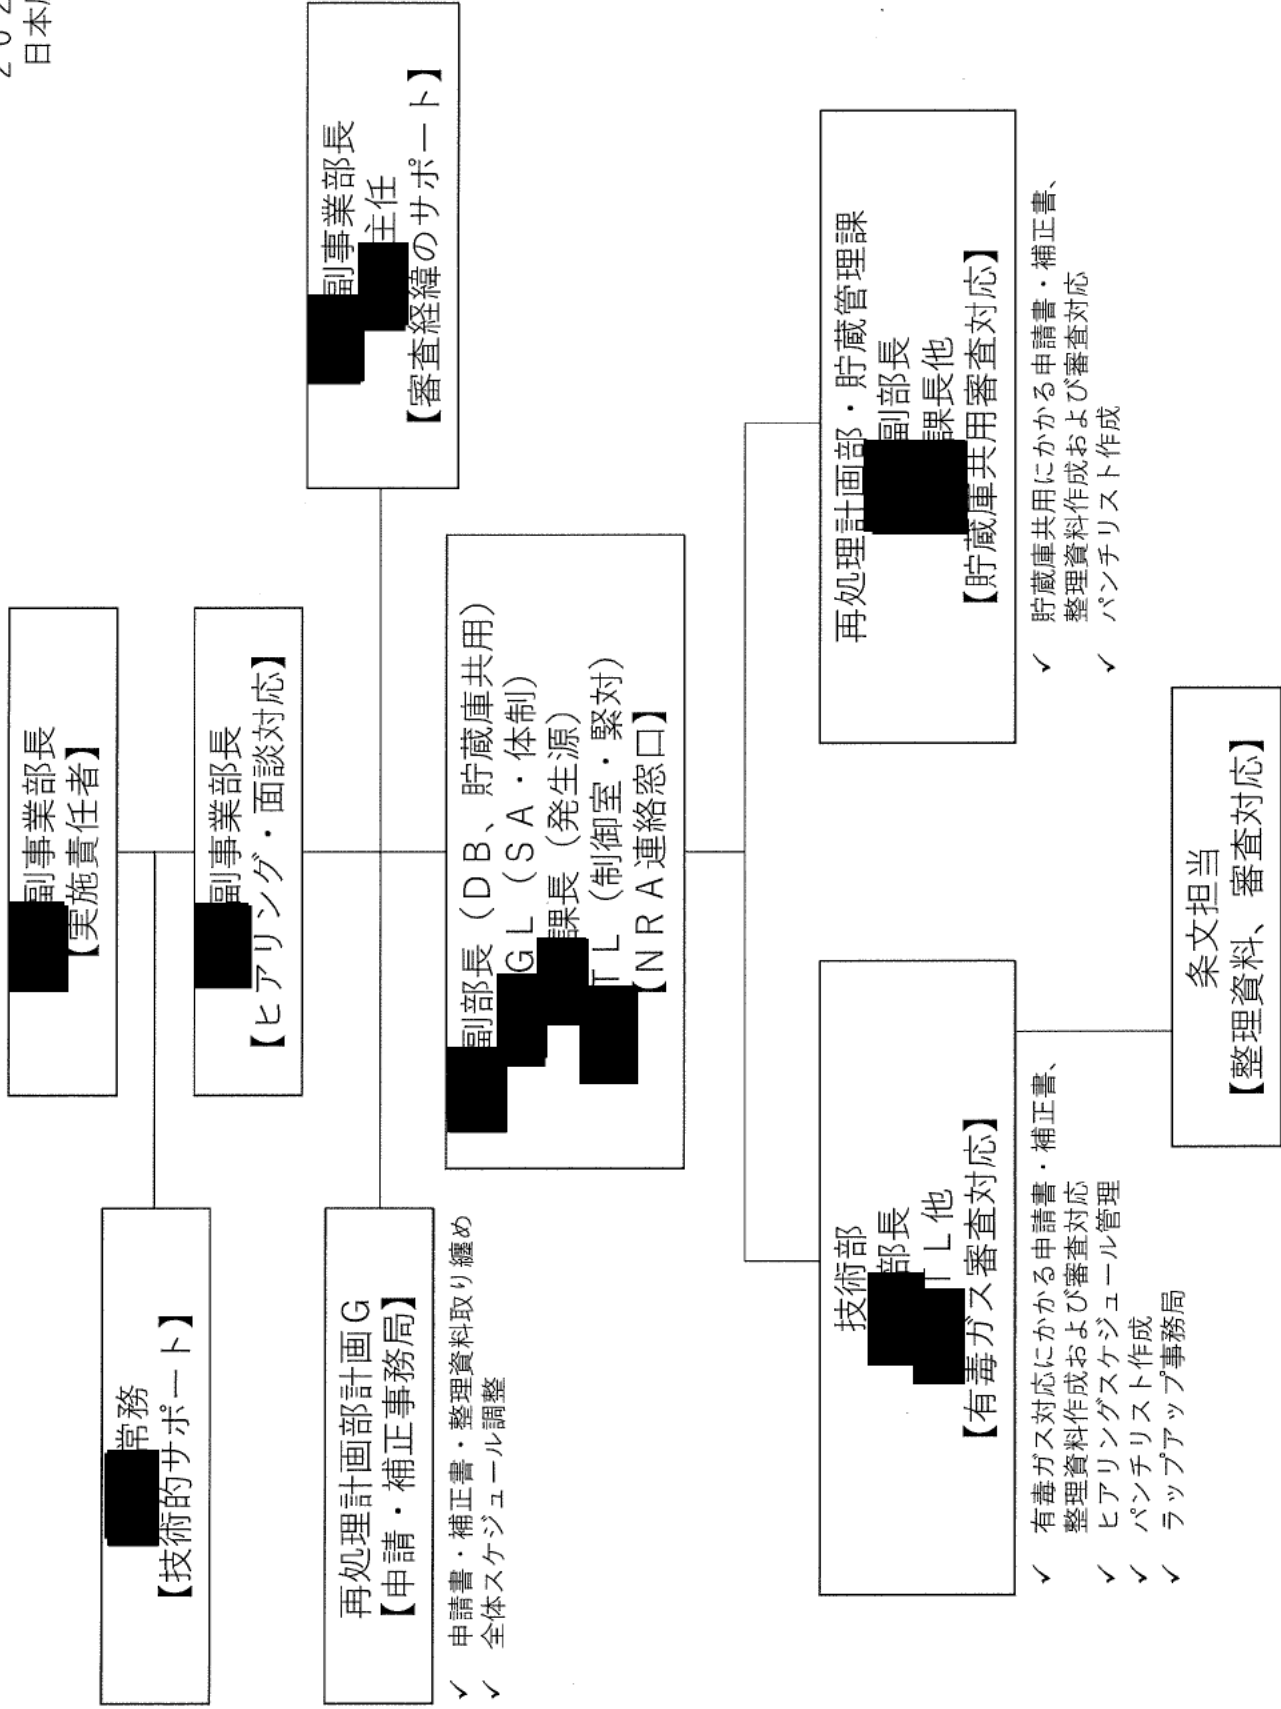 ２０２
日本原
副事業部長
【実施責任者】
常務
【技術的サポート】
副事業部長
【ヒアリング・面談対応】
副事業部長
主任
【審査経緯のサポート】
再処理計画部計画Ｇ
【申請・補正事務局】
✓ 申請書・補正書・整理資料取り纏め
✓ 全体スケジュール調整
副部長（ＤＢ、貯蔵庫共用）
ＧＬ（ＳＡ・体制）
課長（発生源）
ＴＬ（制御室・緊対）
【ＮＲＡ連絡窓口】
技術部
部長
ＴＬ他
【有毒ガス審査対応】
✓ 有毒ガス対応にかかる申請書・補正書、
整理資料作成および審査対応
✓ ヒアリングスケジュール管理
✓ パンチリスト作成
✓ ラップアップ事務局
再処理計画部・貯蔵管理課
副部長
課長他
【貯蔵庫共用審査対応】
✓ 貯蔵庫共用にかかる申請書・補正書、
整理資料作成および審査対応
✓ パンチリスト作成
条文担当
【整理資料、審査対応】